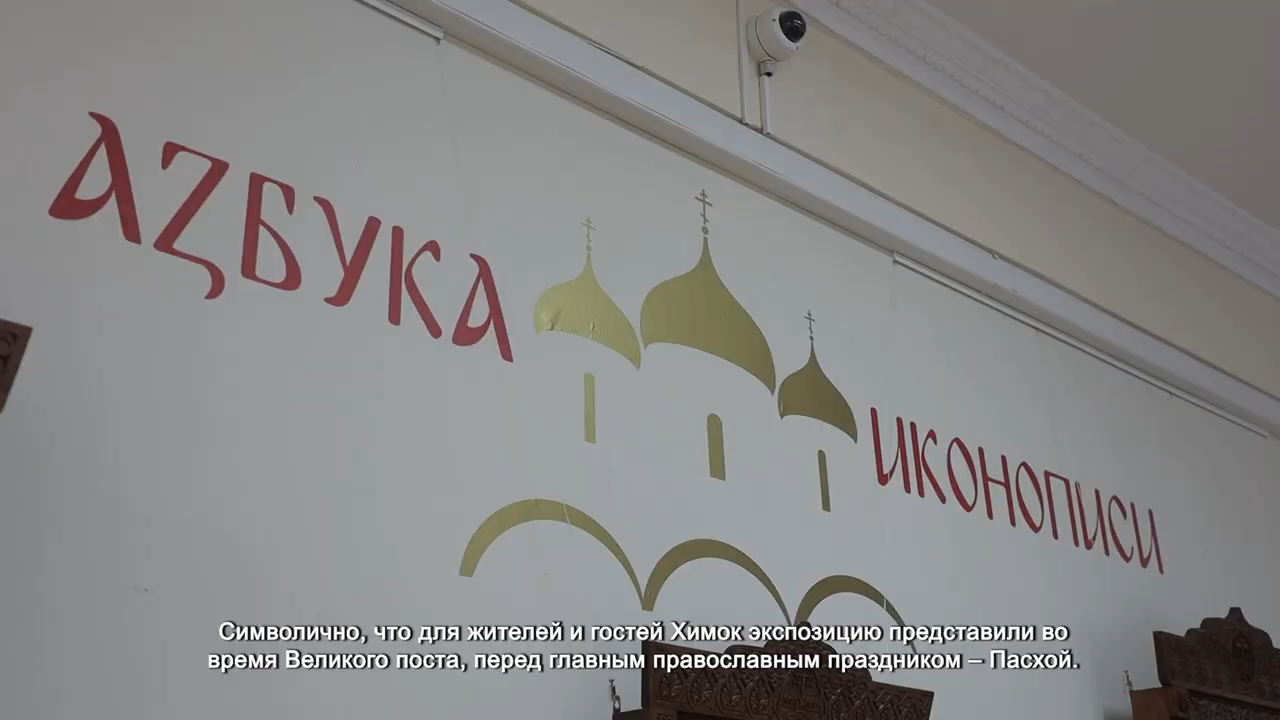 АZБУКА
ИКОНОПИСИ
Символично, что для жителей и гостей Химок экспозицию представили во
время Великого поста, перед главным православным праздником – Пасхой.